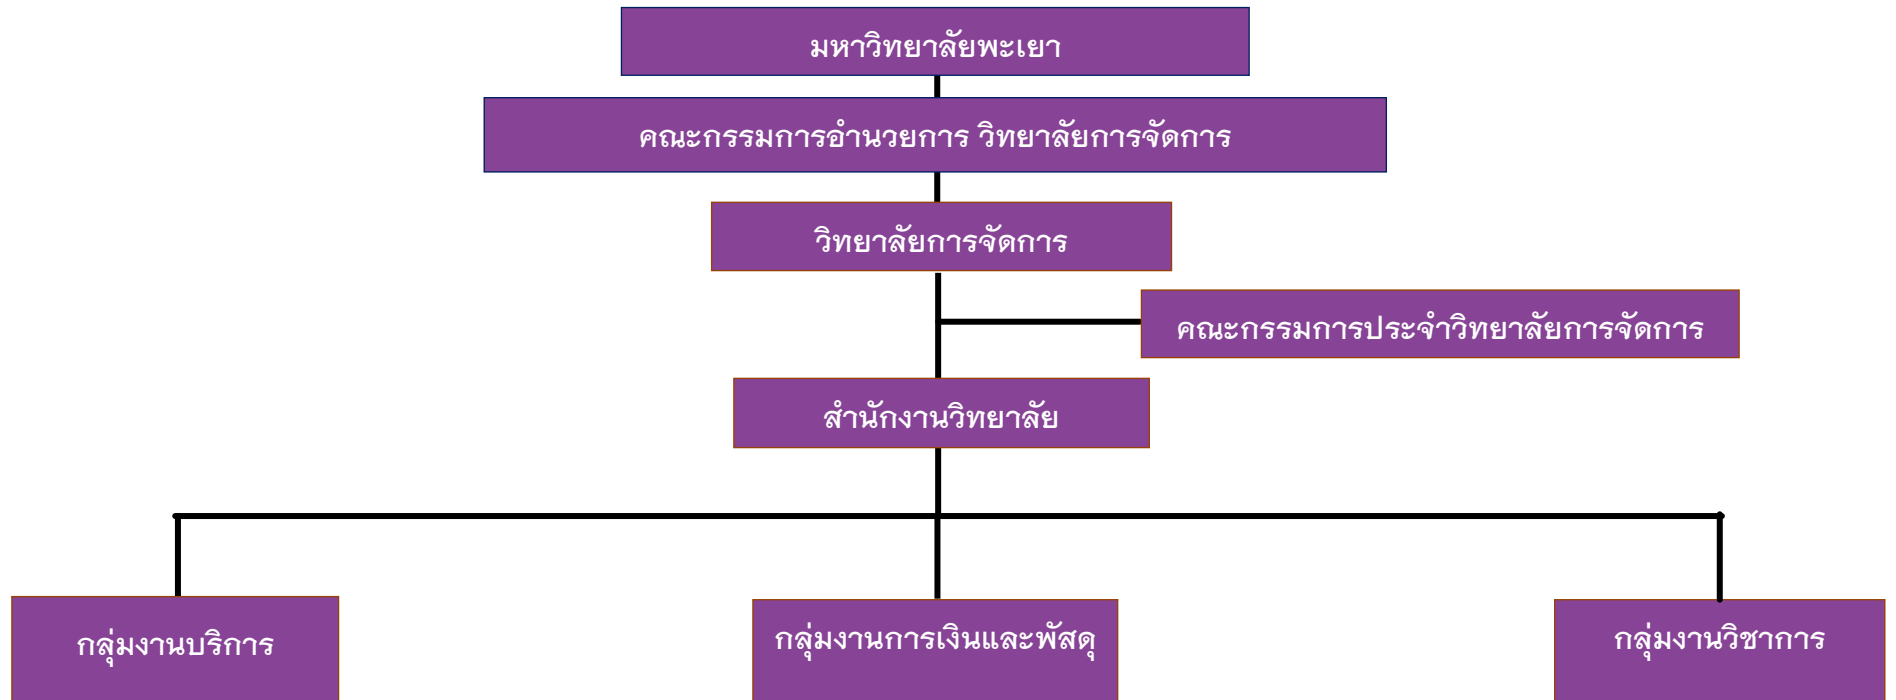 มหาวิทยาลัยพะเยา
คณะกรรมการอำนวยการ วิทยาลัยการจัดการ
วิทยาลัยการจัดการ
คณะกรรมการประจำวิทยาลัยการจัดการ
สำนักงานวิทยาลัย
กลุ่มงานบริการ
กลุ่มงานการเงินและพัสดุ
กลุ่มงานวิชาการ